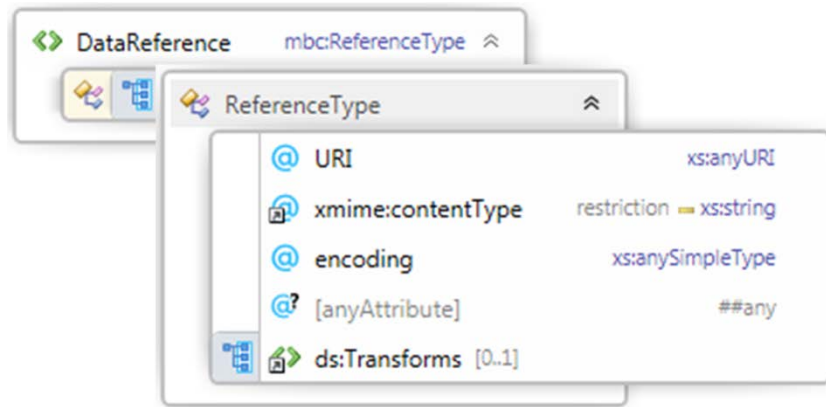 DataReference mbc:ReferenceType
ReferenceType
URI xs:anyURI
xmime:contentType restriction xs:string
encoding xs:anySimpleType
[anyAttribute] ##any
ds:Transforms [0..1]